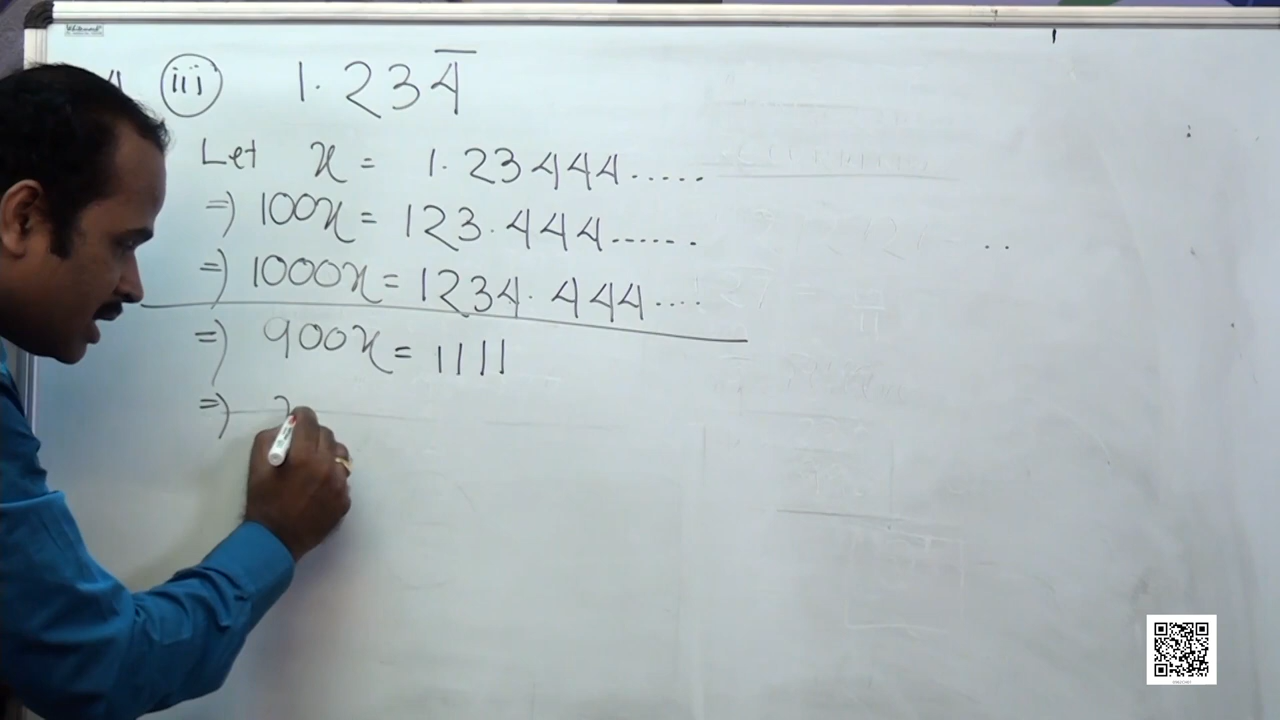 (iii) 1.234̅
Let x = 1.23444.....
=) 100x = 123.444......
=) 1000x = 1234.444....
=) 900x = 1111
=)